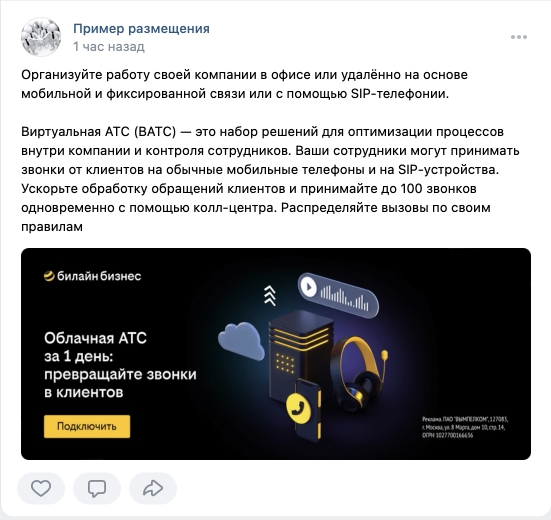 Пример размещения
1 час назад
Организуйте работу своей компании в офисе или удалённо на основе
мобильной и фиксированной связи или с помощью SIP-телефонии.
Виртуальная АТС (ВАТС) — это набор решений для оптимизации процессов
внутри компании и контроля сотрудников. Ваши сотрудники могут принимать
звонки от клиентов на обычные мобильные телефоны и на SIP-устройства.
Ускорьте обработку обращений клиентов и принимайте до 100 звонков
одновременно с помощью колл-центра. Распределяйте вызовы по своим
правилам
билайн бизнес
Облачная АТС
за 1 день:
превращайте звонки
в клиентов
Подключить
Реклама. ПАО "ВЫМПЕЛКОМ", 127083,
г. Москва, ул. 8 Марта, дом 10, стр. 14,
ОГРН 1027700166636